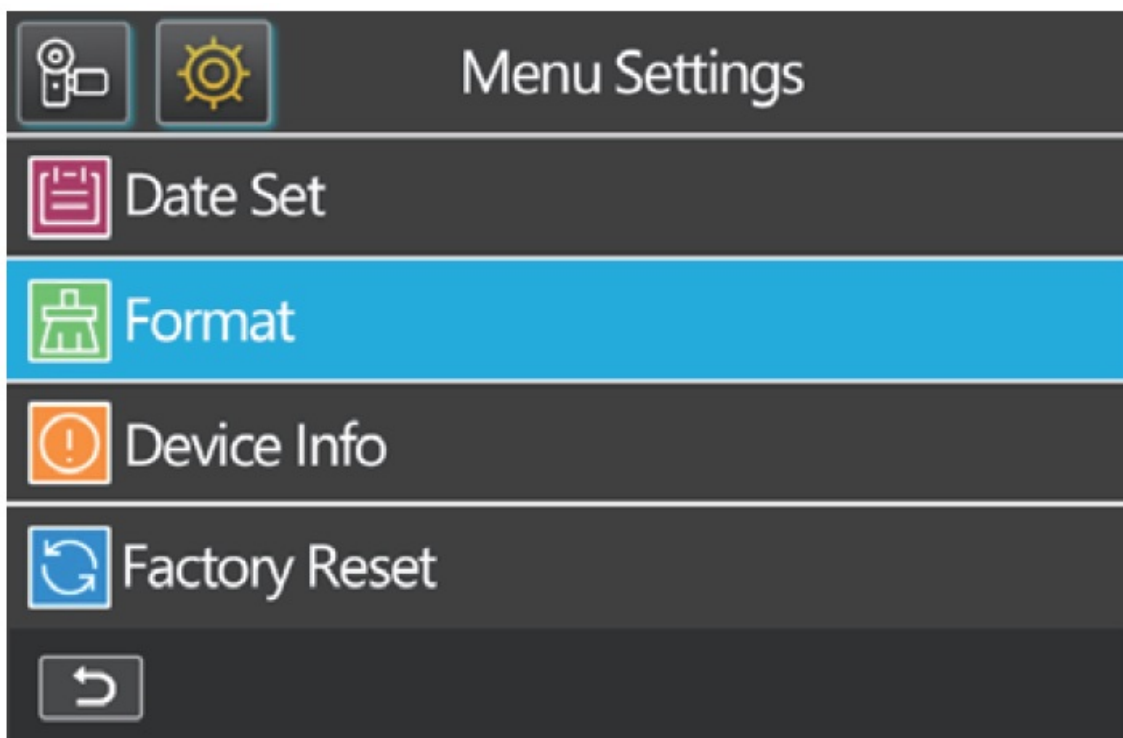 Menu Settings
Date Set
Format
Device Info
Factory Reset